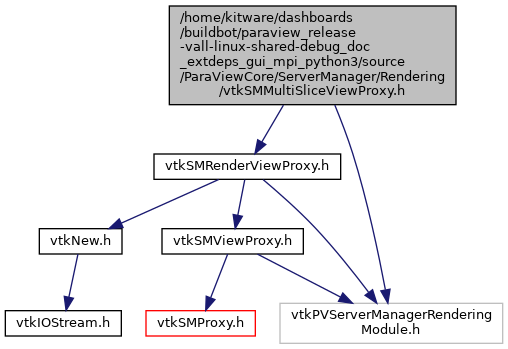 /home/kitware/dashboards
/buildbot/paraview_release
-vall-linux-shared-debug_doc
_extdeps_gui_mpi_python3/source
/ParaViewCore/ServerManager/Rendering
/vtkSMMultiSliceViewProxy.h
vtkSMRenderViewProxy.h
vtkNew.h
vtkSMViewProxy.h
vtkIOStream.h
vtkSMProxy.h
vtkPVServerManagerRendering
Module.h